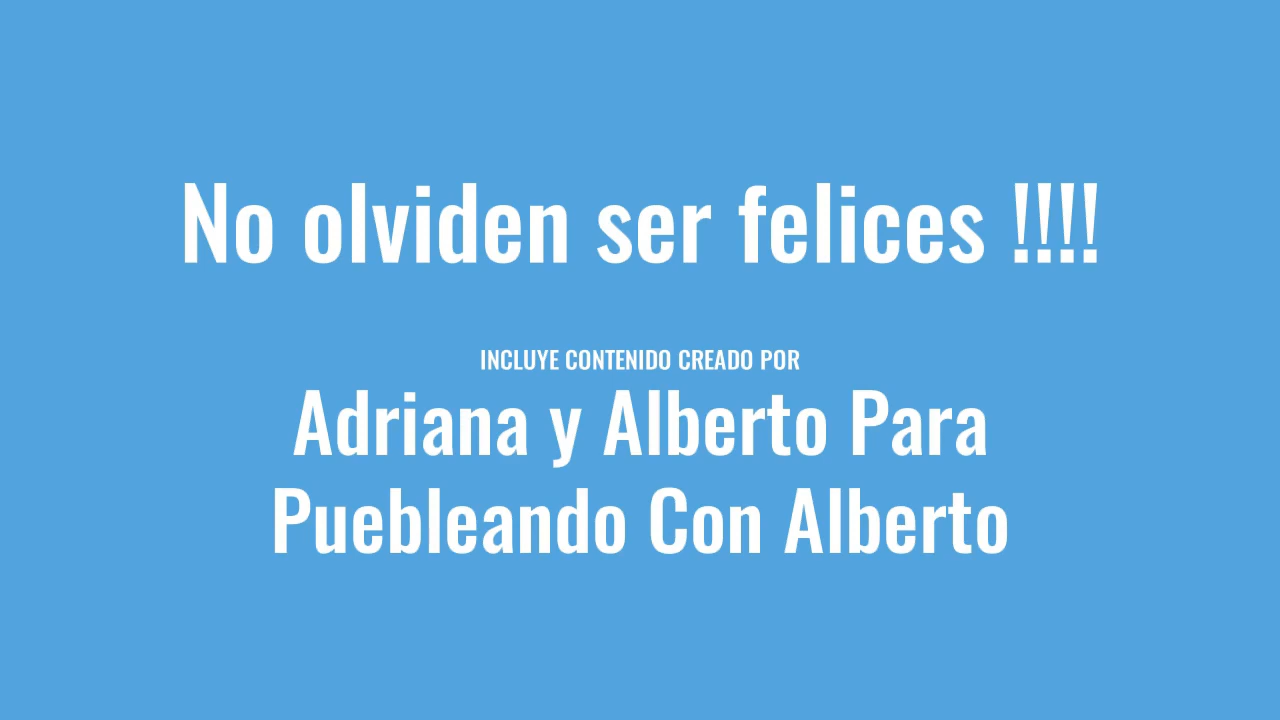 No olviden ser felices !!!!
INCLUYE CONTENIDO CREADO POR
Adriana y Alberto Para
Puebleando Con Alberto